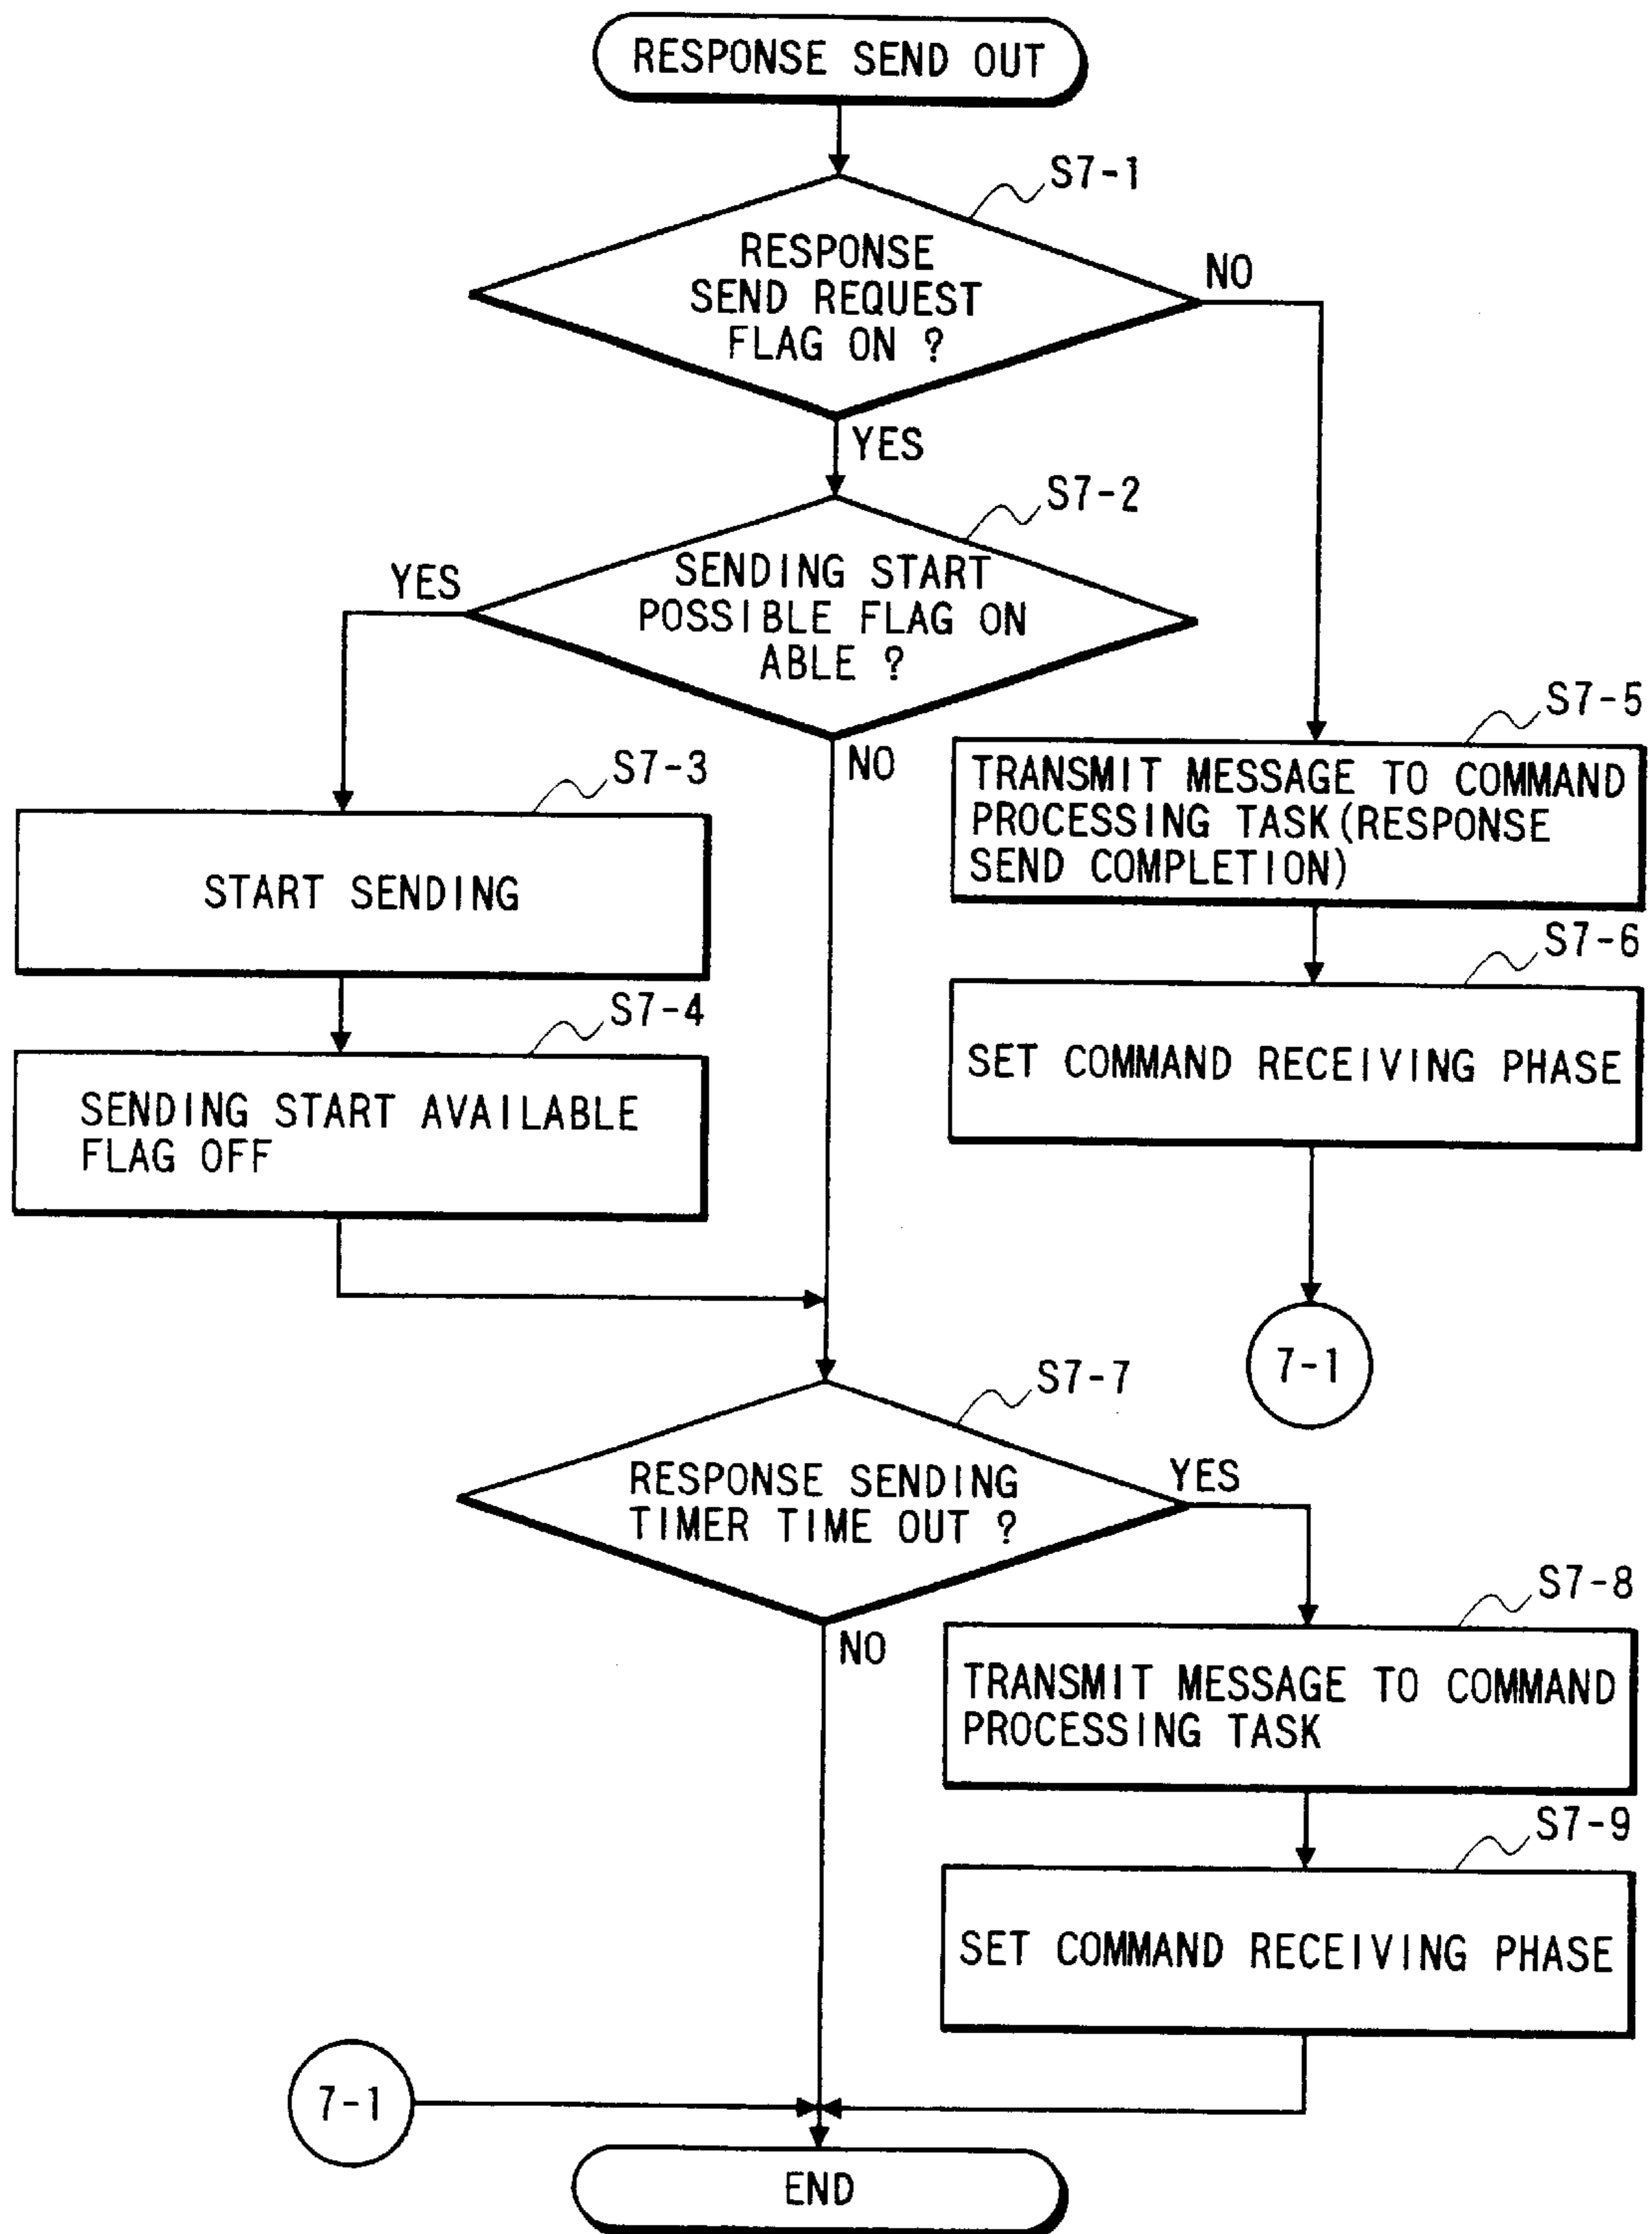 RESPONSE SEND OUT
S7-1
RESPONSE
SEND REQUEST
FLAG ON ?
NO
YES
S7-2
YES
SENDING START
POSSIBLE FLAG ON
ABLE ?
NO
S7-3
START SENDING
S7-4
SENDING START AVAILABLE
FLAG OFF
S7-5
TRANSMIT MESSAGE TO COMMAND
PROCESSING TASK(RESPONSE
SEND COMPLETION)
S7-6
SET COMMAND RECEIVING PHASE
7-1
S7-7
RESPONSE SENDING
TIMER TIME OUT ?
YES
NO
S7-8
TRANSMIT MESSAGE TO COMMAND
PROCESSING TASK
S7-9
SET COMMAND RECEIVING PHASE
7-1
END